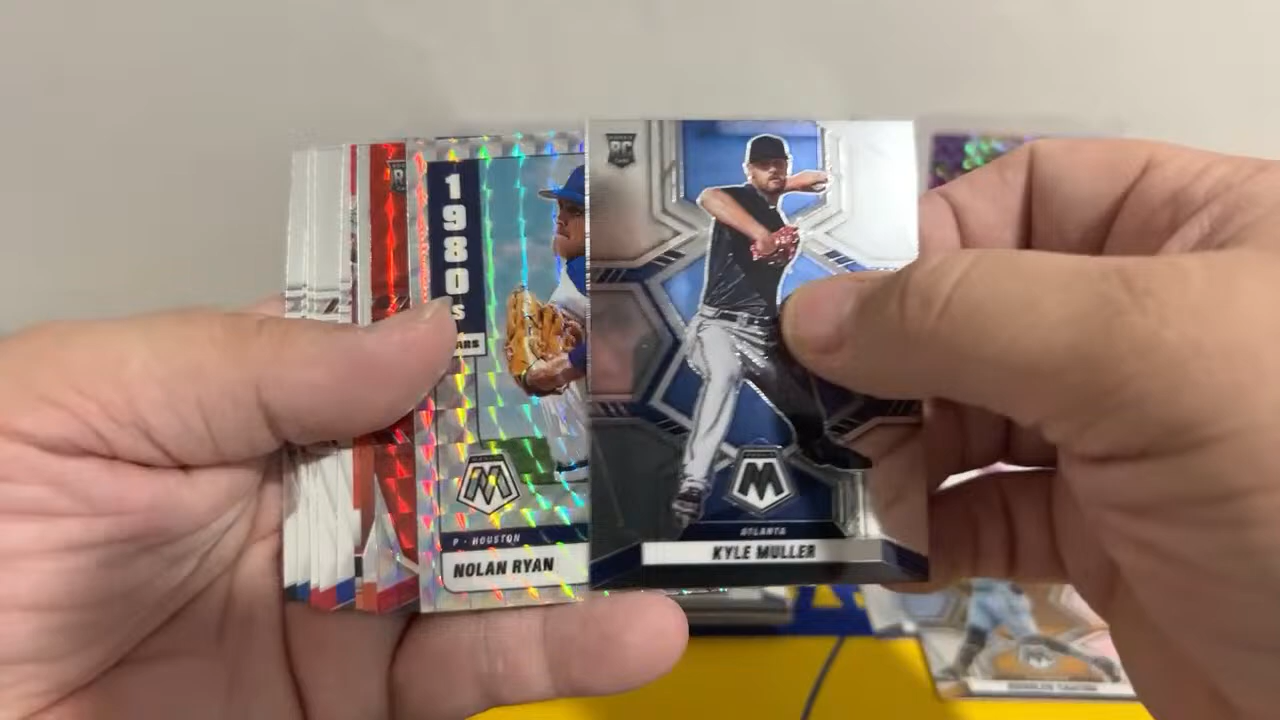 1980s
P · HOUSTON
NOLAN RYAN
RC
M
ATLANTA
KYLE MULLER